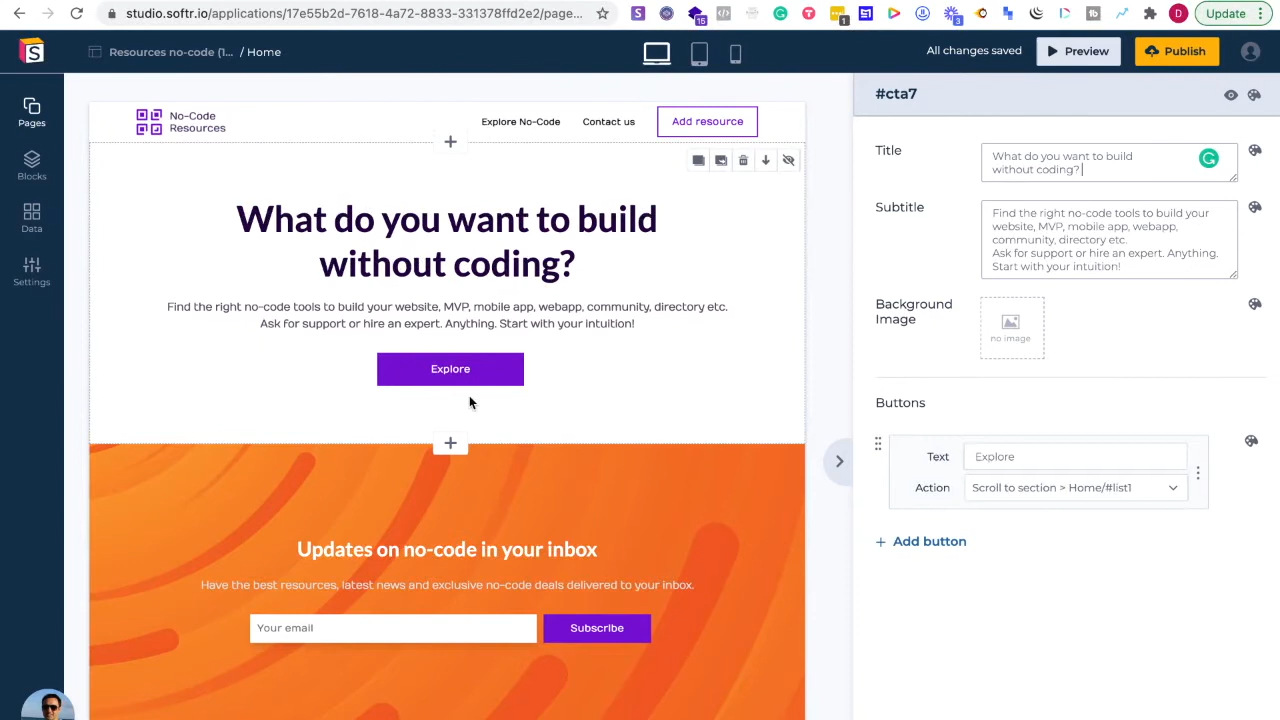 studio.softr.io/applications/17e55b2d-7618-4a72-8833-331378ffd2e2/page...
15
1
3
D
Update
S
Resources no-code (1... / Home
All changes saved
Preview
Publish
Pages
Blocks
Data
Settings
No-Code
Resources
Explore No-Code
Contact us
Add resource
What do you want to build
without coding?
Find the right no-code tools to build your website, MVP, mobile app, webapp, community, directory etc.
Ask for support or hire an expert. Anything. Start with your intuition!
Explore
Updates on no-code in your inbox
Have the best resources, latest news and exclusive no-code deals delivered to your inbox.
Your email
Subscribe
#cta7
Title
What do you want to build
without coding?
Subtitle
Find the right no-code tools to build your
website, MVP, mobile app, webapp,
community, directory etc.
Ask for support or hire an expert. Anything.
Start with your intuition!
Background
Image
no image
Buttons
Text
Explore
Action
Scroll to section > Home/#list1
+ Add button